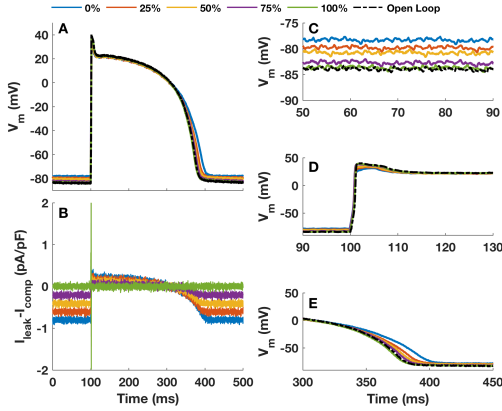 0% 25% 50% 75% 100% Open Loop
A
40
20
0
-20
-40
-60
-80
V_m (mV)
B
2
1
0
-1
-2
I_leak-I_comp (pA/pF)
0 100 200 300 400 500
Time (ms)
C
-75
-80
-85
-90
V_m (mV)
50 60 70 80 90
D
50
0
-50
V_m (mV)
90 100 110 120 130
E
50
0
-50
V_m (mV)
300 350 400 450
Time (ms)